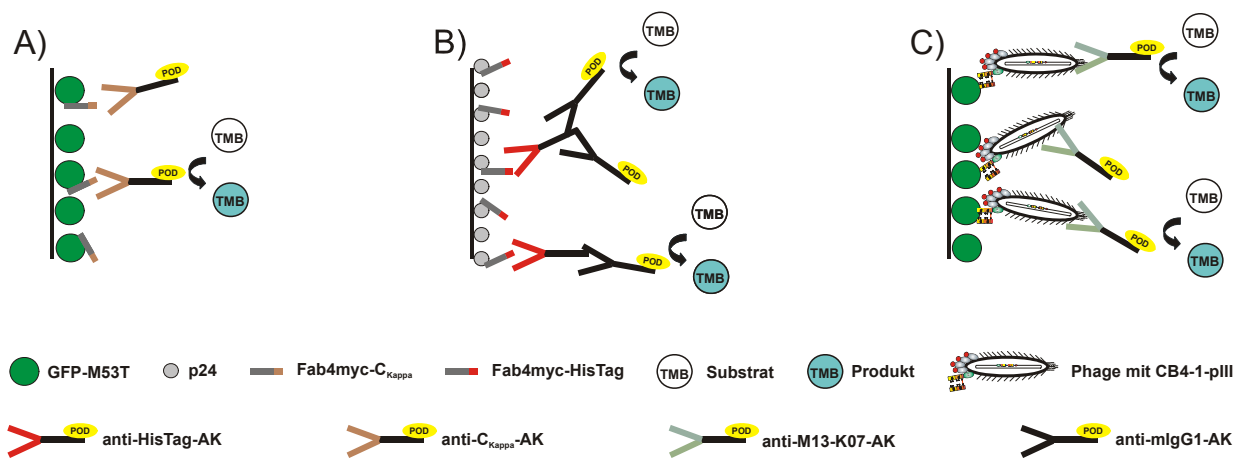 A)
B)
C)
POD
TMB
POD
TMB
POD
TMB
TMB
POD
TMB
POD
TMB
POD
TMB
TMB
POD
TMB
POD
TMB
GFP-M53T
p24
Fab4myc-CKappa
Fab4myc-HisTag
TMB Substrat
TMB Produkt
Phage mit CB4-1-pIII
POD anti-HisTag-AK
POD anti-CKappa-AK
POD anti-M13-K07-AK
POD anti-mIgG1-AK